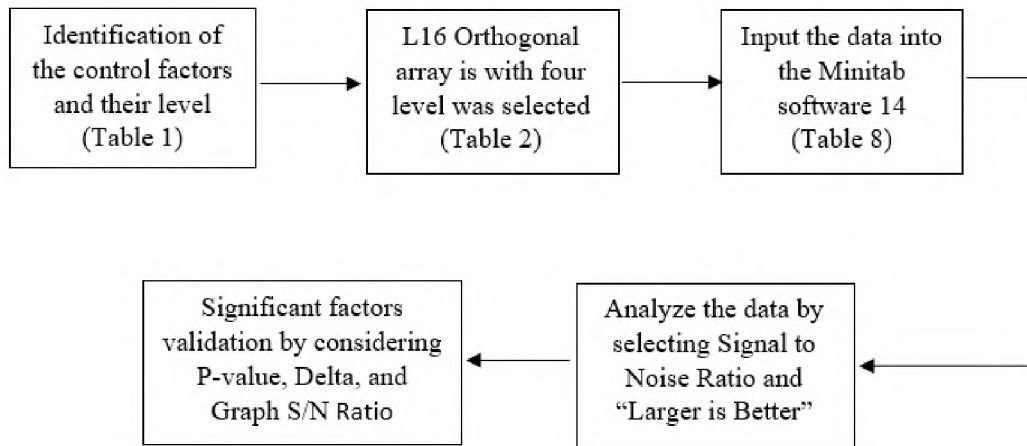 Identification of
the control factors
and their level
(Table 1)
L16 Orthogonal
array is with four
level was selected
(Table 2)
Input the data into
the Minitab
software 14
(Table 8)
Analyze the data by
selecting Signal to
Noise Ratio and
“Larger is Better”
Significant factors
validation by considering
P-value, Delta, and
Graph S/N Ratio